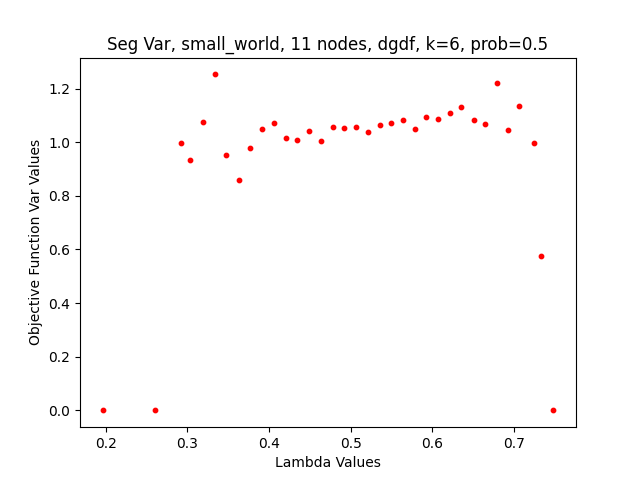 Seg Var, small_world, 11 nodes, dgdf, k=6, prob=0.5
Objective Function Var Values
1.2
1.0
0.8
0.6
0.4
0.2
0.0
0.2 0.3 0.4 0.5 0.6 0.7
Lambda Values